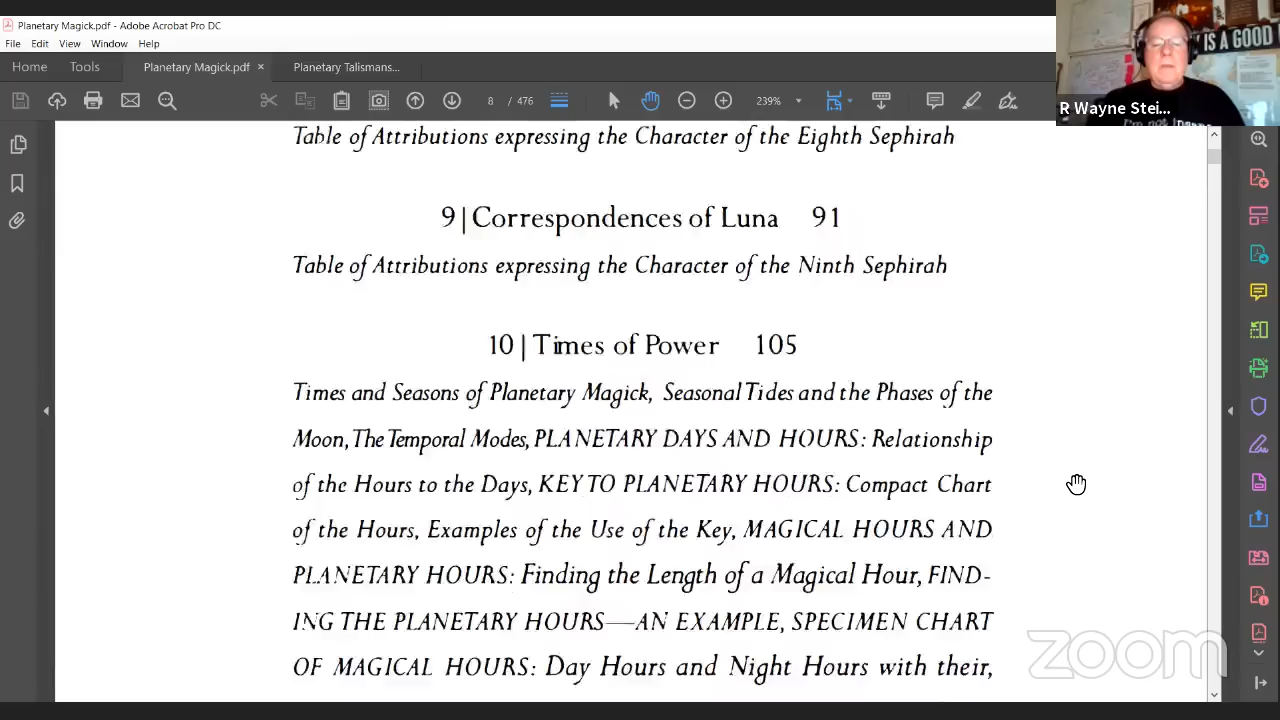 Planetary Magick.pdf - Adobe Acrobat Pro DC
File Edit View Window Help
Home Tools Planetary Magick.pdf × Planetary Talismans...
8 / 476 239%
IS A GOOD
R Wayne Stei...
I'm not
Table of Attributions expressing the Character of the Eighth Sephirah
9|Correspondences of Luna 91
Table of Attributions expressing the Character of the Ninth Sephirah
10|Times of Power 105
Times and Seasons of Planetary Magick, Seasonal Tides and the Phases of the
Moon, The Temporal Modes, PLANETARY DAYS AND HOURS: Relationship
of the Hours to the Days, KEY TO PLANETARY HOURS: Compact Chart
of the Hours, Examples of the Use of the Key, MAGICAL HOURS AND
PLANETARY HOURS: Finding the Length of a Magical Hour, FIND-
ING THE PLANETARY HOURS—AN EXAMPLE, SPECIMEN CHART
OF MAGICAL HOURS: Day Hours and Night Hours with their,
zoom